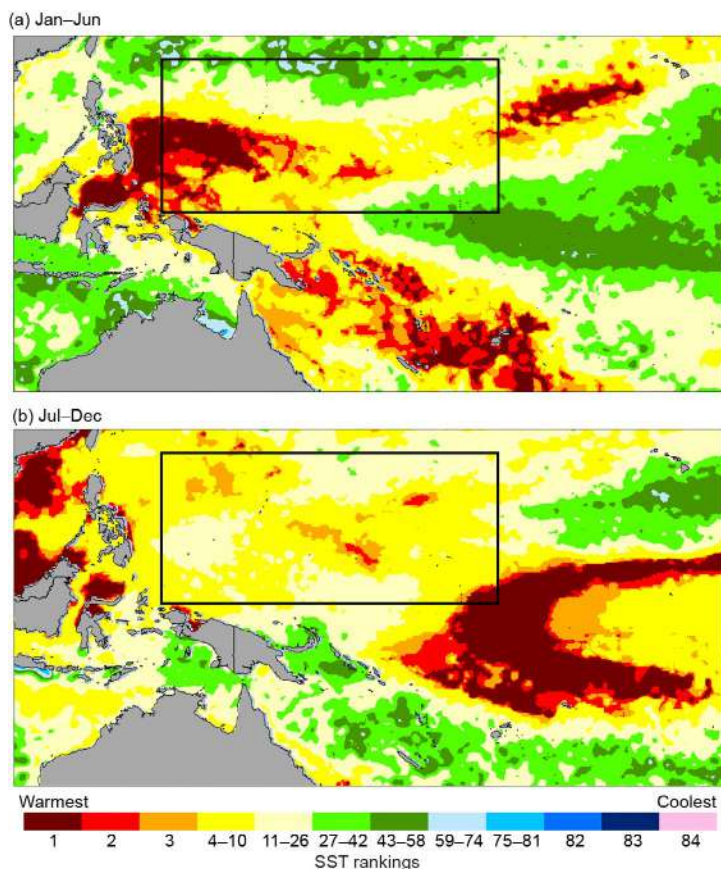 (a) Jan–Jun
(b) Jul–Dec
Warmest Coolest
1 2 3 4–10 11–26 27–42 43–58 59–74 75–81 82 83 84
SST rankings